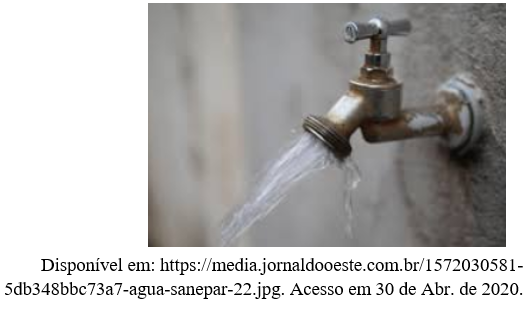 Disponível em: https://media.jornaldooeste.com.br/1572030581-
5db348bbc73a7-agua-sanepar-22.jpg. Acesso em 30 de Abr. de 2020.